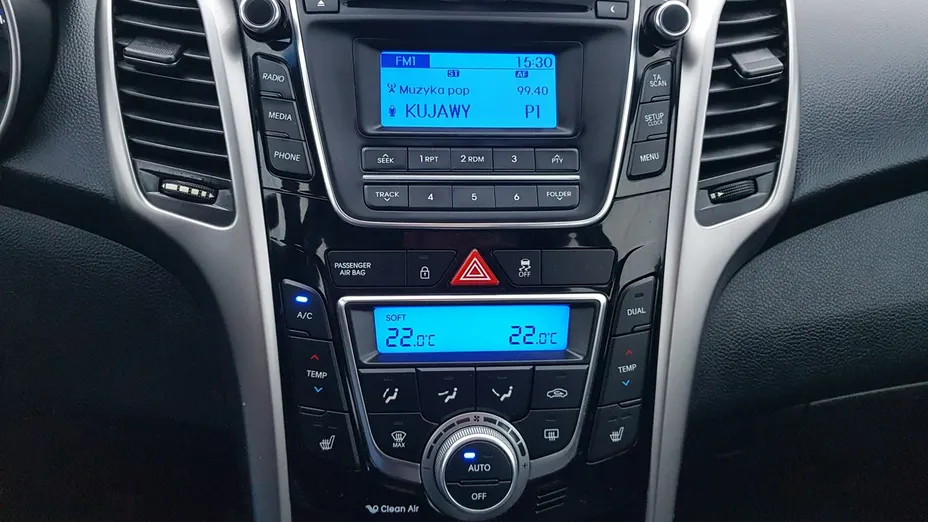 FM1 15:30
ST AF
Muzyka pop 99.40
KUJAWY P1
RADIO
MEDIA
PHONE
TA
SCAN
SETUP
CLOCK
MENU
SEEK 1 RPT 2 RDM 3 PTY
TRACK 4 5 6 FOLDER
PASSENGER
AIR BAG
OFF
A/C
TEMP
SOFT
22.0°C 22.0°C
DUAL
TEMP
MAX
AUTO
OFF
Clean Air